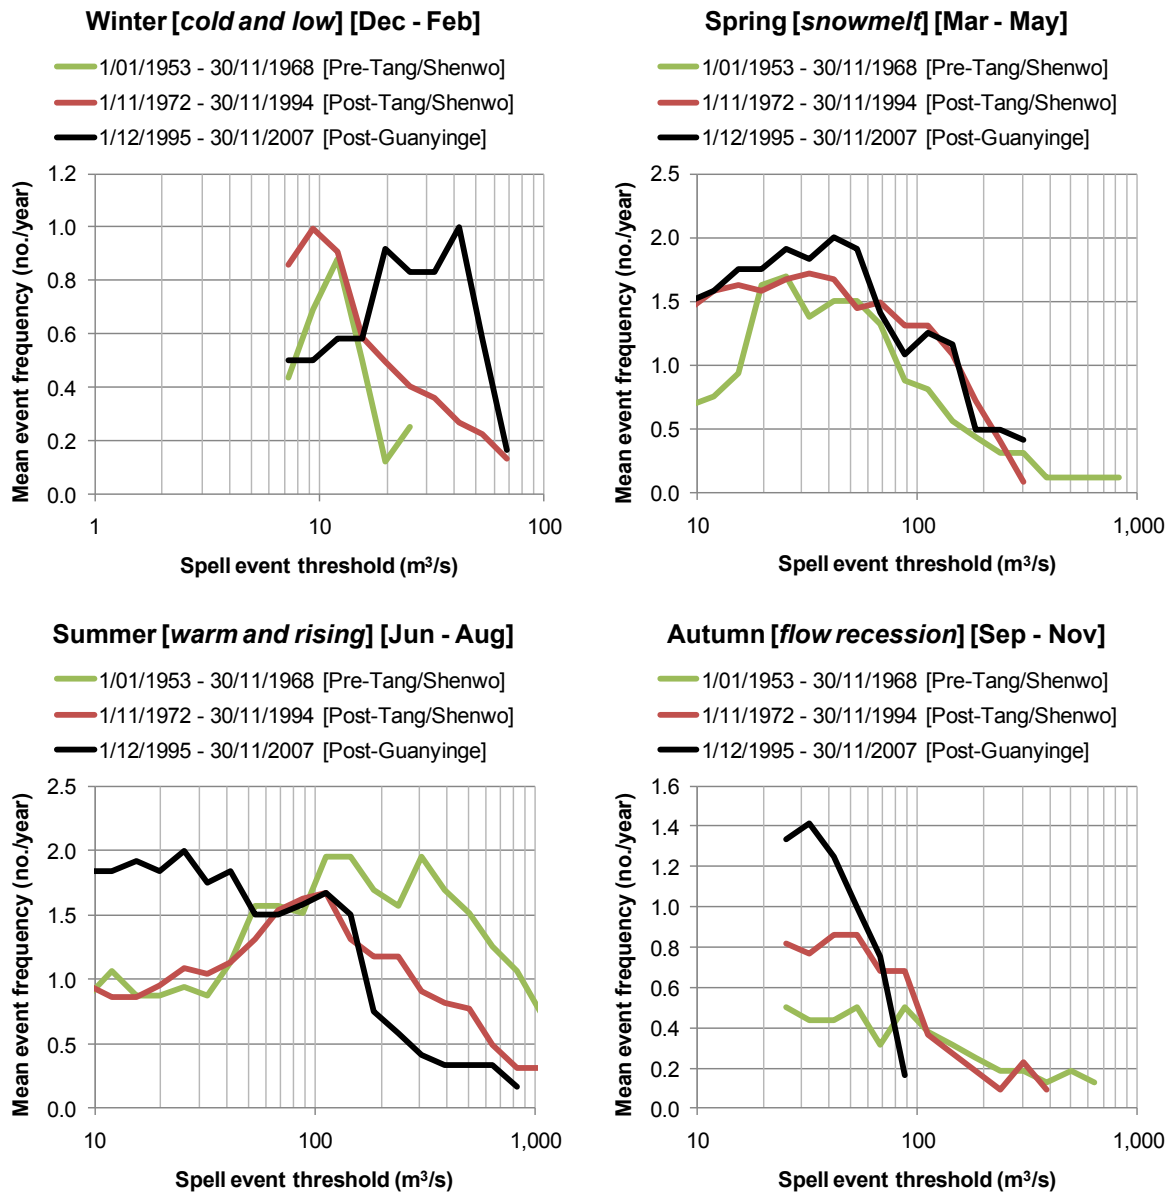 Winter [cold and low] [Dec - Feb]
1/01/1953 - 30/11/1968 [Pre-Tang/Shenwo]
1/11/1972 - 30/11/1994 [Post-Tang/Shenwo]
1/12/1995 - 30/11/2007 [Post-Guanyinge]
Mean event frequency (no./year)
1.2
1.0
0.8
0.6
0.4
0.2
0.0
1 10 100
Spell event threshold (m³/s)
Spring [snowmelt] [Mar - May]
1/01/1953 - 30/11/1968 [Pre-Tang/Shenwo]
1/11/1972 - 30/11/1994 [Post-Tang/Shenwo]
1/12/1995 - 30/11/2007 [Post-Guanyinge]
Mean event frequency (no./year)
2.5
2.0
1.5
1.0
0.5
0.0
10 100 1,000
Spell event threshold (m³/s)
Summer [warm and rising] [Jun - Aug]
1/01/1953 - 30/11/1968 [Pre-Tang/Shenwo]
1/11/1972 - 30/11/1994 [Post-Tang/Shenwo]
1/12/1995 - 30/11/2007 [Post-Guanyinge]
Mean event frequency (no./year)
2.5
2.0
1.5
1.0
0.5
0.0
10 100 1,000
Spell event threshold (m³/s)
Autumn [flow recession] [Sep - Nov]
1/01/1953 - 30/11/1968 [Pre-Tang/Shenwo]
1/11/1972 - 30/11/1994 [Post-Tang/Shenwo]
1/12/1995 - 30/11/2007 [Post-Guanyinge]
Mean event frequency (no./year)
1.6
1.4
1.2
1.0
0.8
0.6
0.4
0.2
0.0
10 100 1,000
Spell event threshold (m³/s)